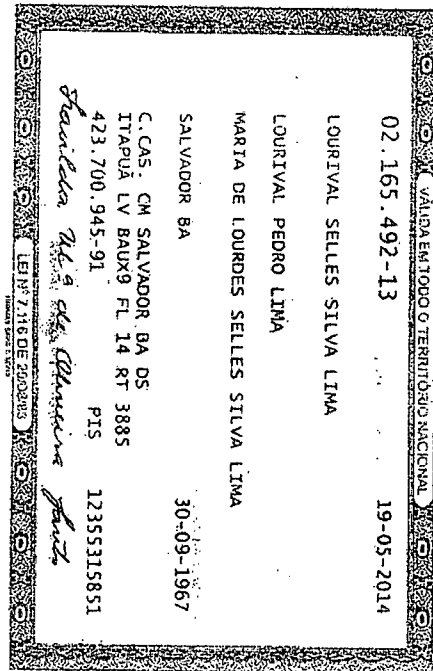 VÁLIDA EM TODO O TERRITÓRIO NACIONAL
02.165.492-13 19-05-2014
LOURIVAL SELLES SILVA LIMA
LOURIVAL PEDRO LIMA
MARIA DE LOURDES SELLES SILVA LIMA
SALVADOR BA 30-09-1967
C.CAS. CM SALVADOR BA DS
ITAPUÃ LV BAUX9 FL 14 RT 3885
423.700.945-91 PIS 12355315851
LEI Nº 7.116 DE 29/08/83